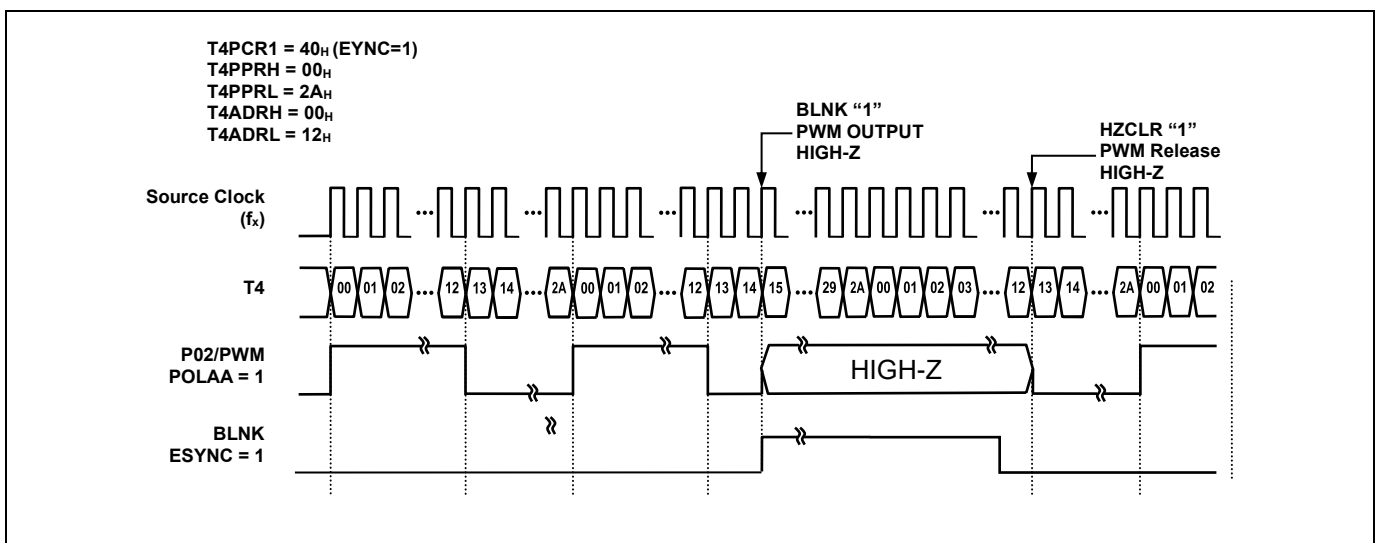 T4PCR1 = 40H (EYNC=1)
T4PPRH = 00H
T4PPRL = 2AH
T4ADRH = 00H
T4ADRL = 12H
BLNK “1”
PWM OUTPUT
HIGH-Z
HZCLR “1”
PWM Release
HIGH-Z
Source Clock
(fx)
... ... ... ... ... ...
T4
00 01 02 ... 12 13 14 ... 2A 00 01 02 ... 12 13 14 15 ... 29 2A 00 01 02 03 ... 12 13 14 ... 2A 00 01 02
P02/PWM
POLAA = 1
HIGH-Z
BLNK
ESYNC = 1